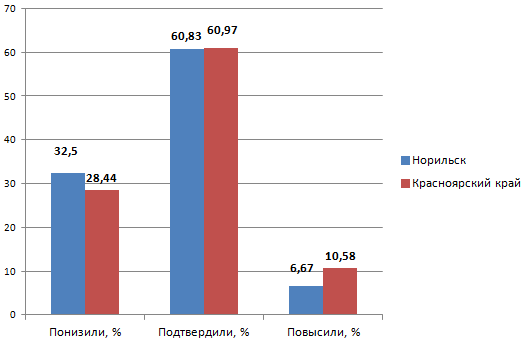 70
60
50
40
30
20
10
0
32,5
28,44
60,83
60,97
6,67
10,58
Понизили, %
Подтвердили, %
Повысили, %
Норильск
Красноярский край